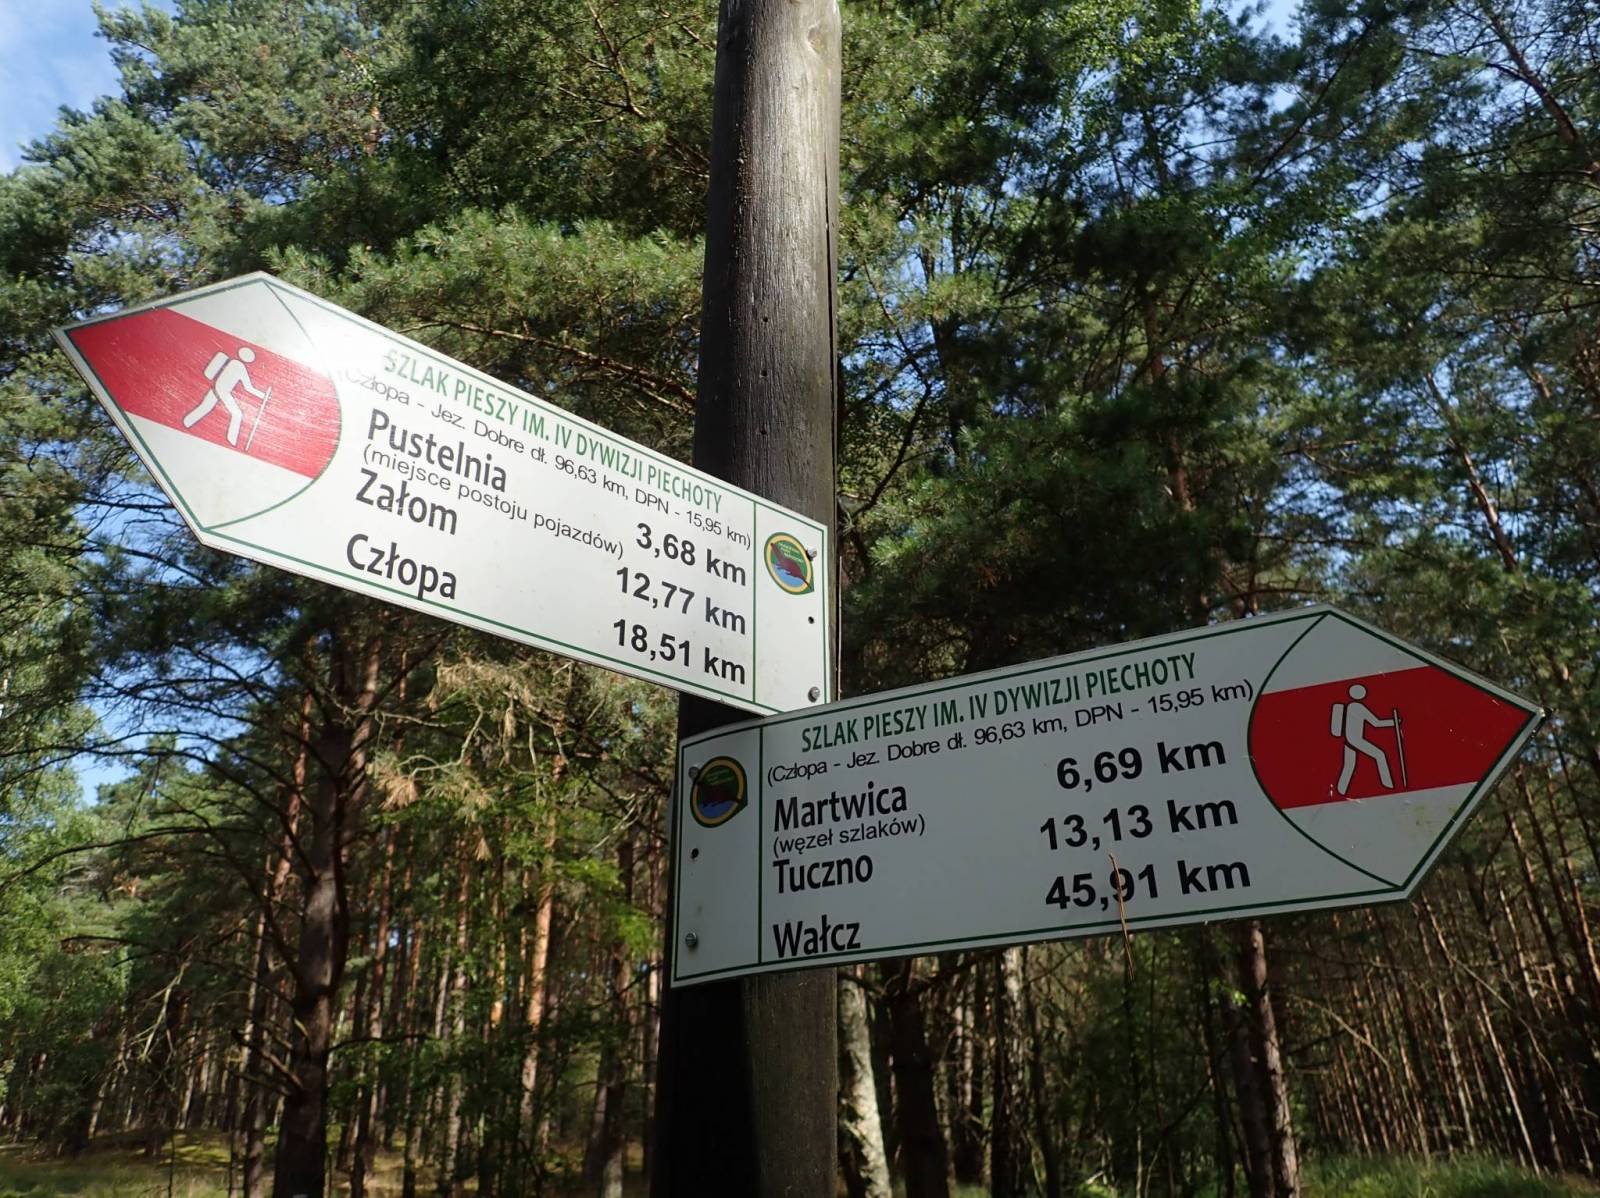 SZLAK PIESZY IM. IV DYWIZJI PIECHOTY
(Człopa - Jez. Dobre dł. 96,63 km, DPN - 15,95 km)
Pustelnia 3,68 km
(miejsce postoju pojazdów)
Załom 12,77 km
Człopa 18,51 km
SZLAK PIESZY IM. IV DYWIZJI PIECHOTY
(Człopa - Jez. Dobre dł. 96,63 km, DPN - 15,95 km)
Martwica 6,69 km
(węzeł szlaków)
Tuczno 13,13 km
Wałcz 45,91 km